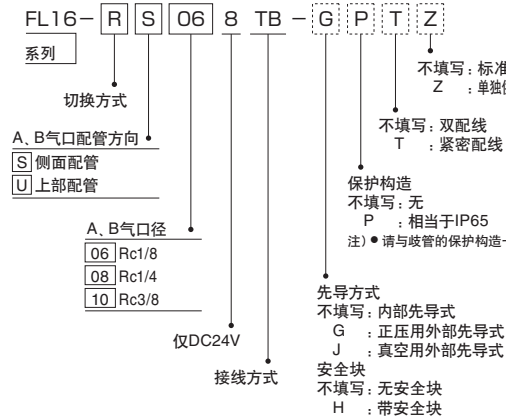 FL16- R S 06 8 TB - G P T Z
系列
切换方式
A、B气口配管方向
S 侧面配管
U 上部配管
A、B气口径
06 Rc1/8
08 Rc1/4
10 Rc3/8
仅DC24V
接线方式
不填写：标准
Z ：单独
不填写：双配线
T ：紧密配线
保护构造
不填写：无
P ：相当于IP65
注）● 请与歧管的保护构造一
先导方式
不填写：内部先导式
G ：正压用外部先导式
J ：真空用外部先导式
安全块
不填写：无安全块
H ：带安全块